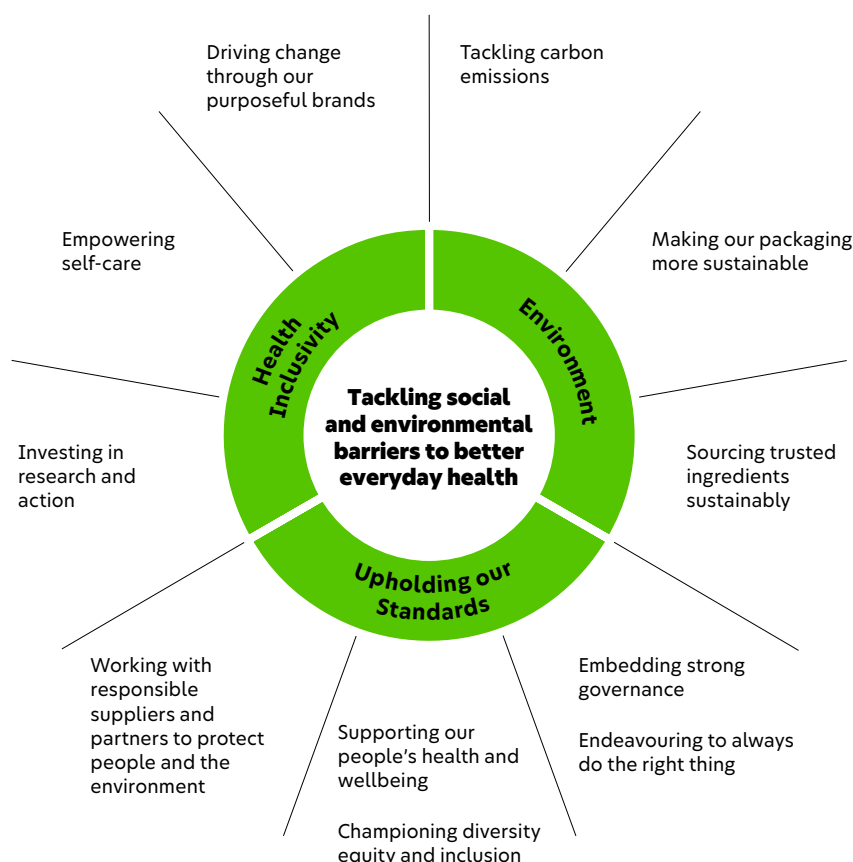 Driving change
through our
purposeful brands
Tackling carbon
emissions
Empowering
self-care
Making our packaging
more sustainable
Health
Inclusivity
Environment
Tackling social
and environmental
barriers to better
everyday health
Investing in
research and
action
Sourcing trusted
ingredients
sustainably
Upholding our
Standards
Working with
responsible
suppliers and
partners to protect
people and the
environment
Supporting our
people’s health and
wellbeing
Championing diversity
equity and inclusion
Embedding strong
governance
Endeavouring to always
do the right thing